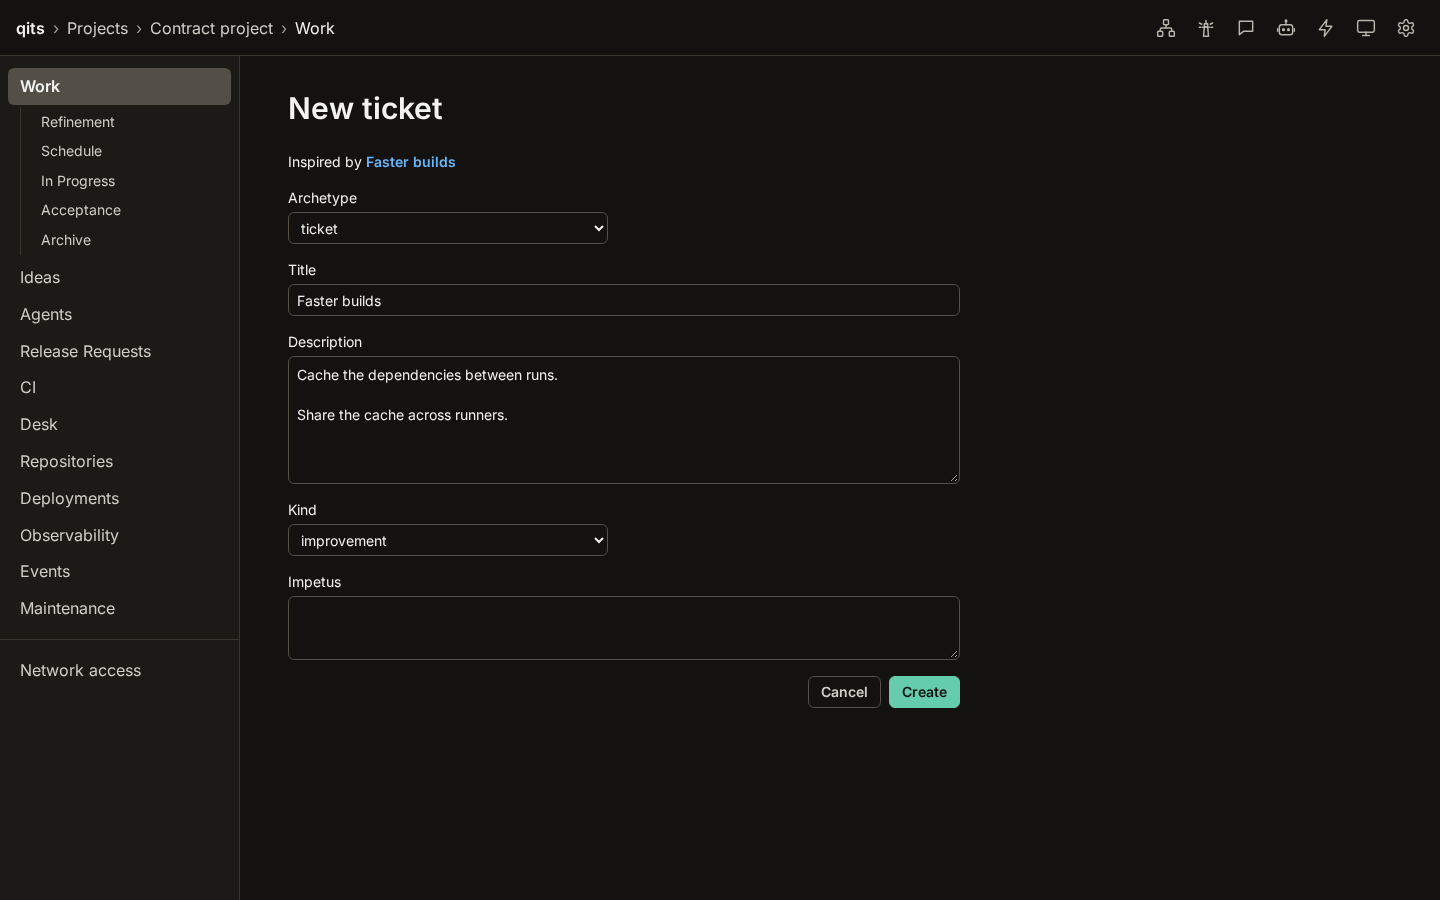 qits › Projects › Contract project › Work
Work
Refinement
Schedule
In Progress
Acceptance
Archive
Ideas
Agents
Release Requests
CI
Desk
Repositories
Deployments
Observability
Events
Maintenance
Network access
New ticket
Inspired by Faster builds
Archetype
ticket
Title
Faster builds
Description
Cache the dependencies between runs.
Share the cache across runners.
Kind
improvement
Impetus
Cancel Create